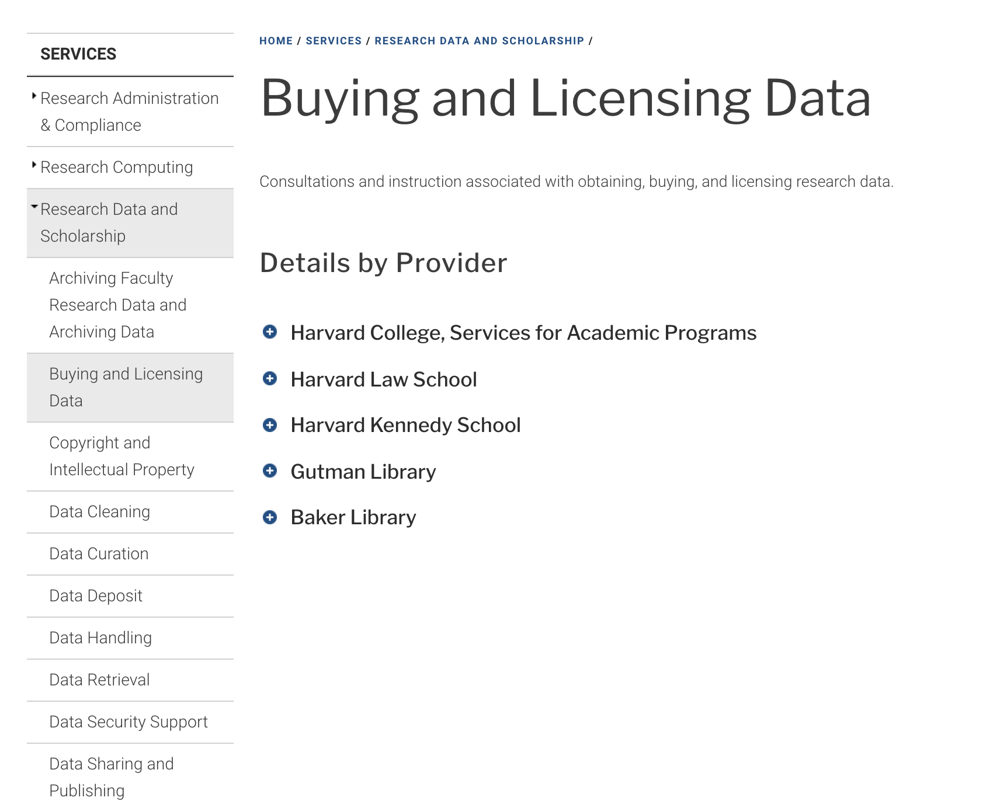 SERVICES
Research Administration
& Compliance
Research Computing
Research Data and
Scholarship
Archiving Faculty
Research Data and
Archiving Data
Buying and Licensing
Data
Copyright and
Intellectual Property
Data Cleaning
Data Curation
Data Deposit
Data Handling
Data Retrieval
Data Security Support
Data Sharing and
Publishing
HOME / SERVICES / RESEARCH DATA AND SCHOLARSHIP /
Buying and Licensing Data
Consultations and instruction associated with obtaining, buying, and licensing research data.
Details by Provider
Harvard College, Services for Academic Programs
Harvard Law School
Harvard Kennedy School
Gutman Library
Baker Library